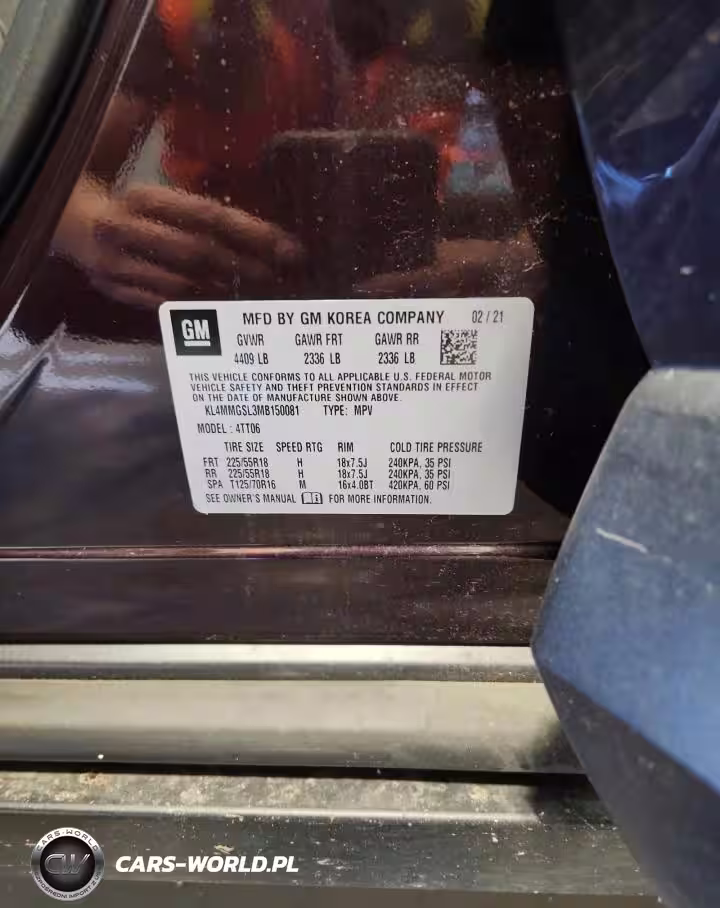 GM
MFD BY GM KOREA COMPANY 02 / 21
GVWR GAWR FRT GAWR RR
4409 LB 2336 LB 2336 LB
THIS VEHICLE CONFORMS TO ALL APPLICABLE U.S. FEDERAL MOTOR
VEHICLE SAFETY AND THEFT PREVENTION STANDARDS IN EFFECT
ON THE DATE OF MANUFACTURE SHOWN ABOVE.
KL4MMGSL3MB150081 TYPE: MPV
MODEL : 4TT06
TIRE SIZE SPEED RTG RIM COLD TIRE PRESSURE
FRT 225/55R18 H 18x7.5J 240KPA, 35 PSI
RR 225/55R18 H 18x7.5J 240KPA, 35 PSI
SPA T125/70R16 M 16x4.0BT 420KPA, 60 PSI
SEE OWNER'S MANUAL FOR MORE INFORMATION.
CARS-WORLD
CW
CARS-WORLD.PL